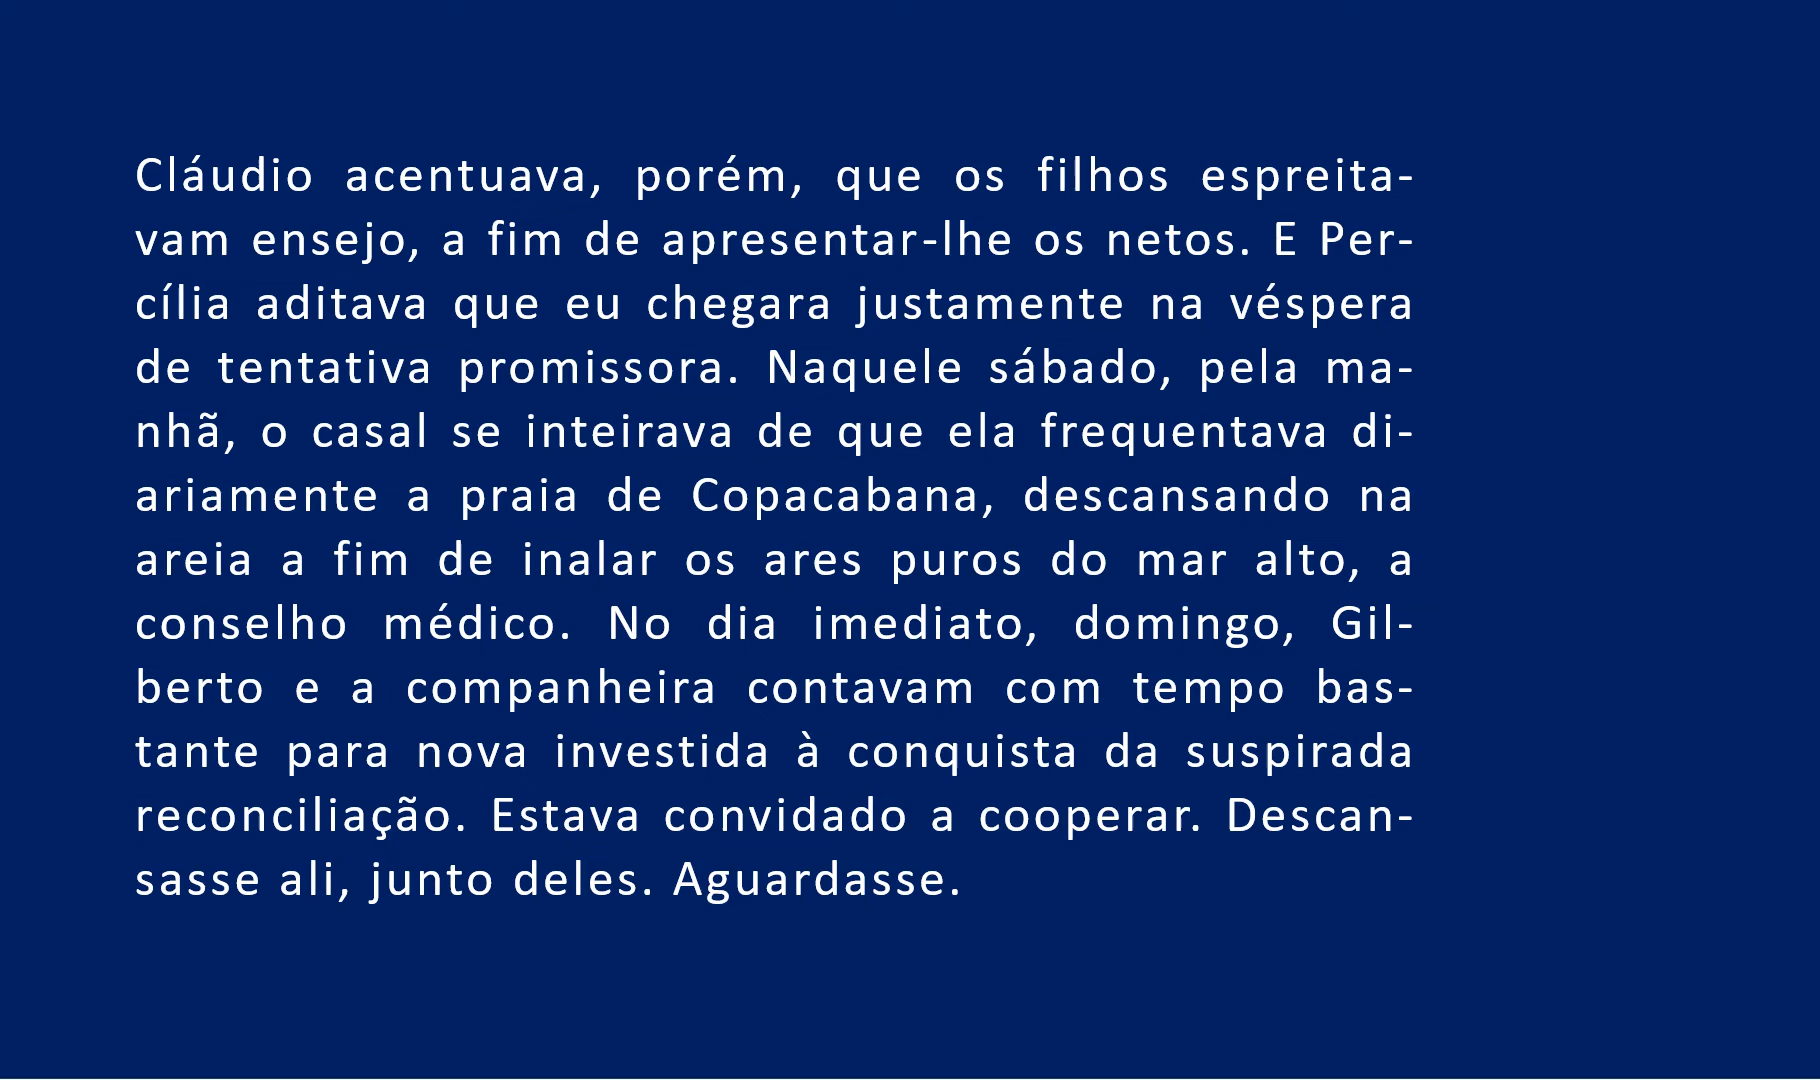 Cláudio acentuava, porém, que os filhos espreita-
vam ensejo, a fim de apresentar-lhe os netos. E Per-
cília aditava que eu chegara justamente na véspera
de tentativa promissora. Naquele sábado, pela ma-
nhã, o casal se inteirava de que ela frequentava di-
ariamente a praia de Copacabana, descansando na
areia a fim de inalar os ares puros do mar alto, a
conselho médico. No dia imediato, domingo, Gil-
berto e a companheira contavam com tempo bas-
tante para nova investida à conquista da suspirada
reconciliação. Estava convidado a cooperar. Descan-
sasse ali, junto deles. Aguardasse.